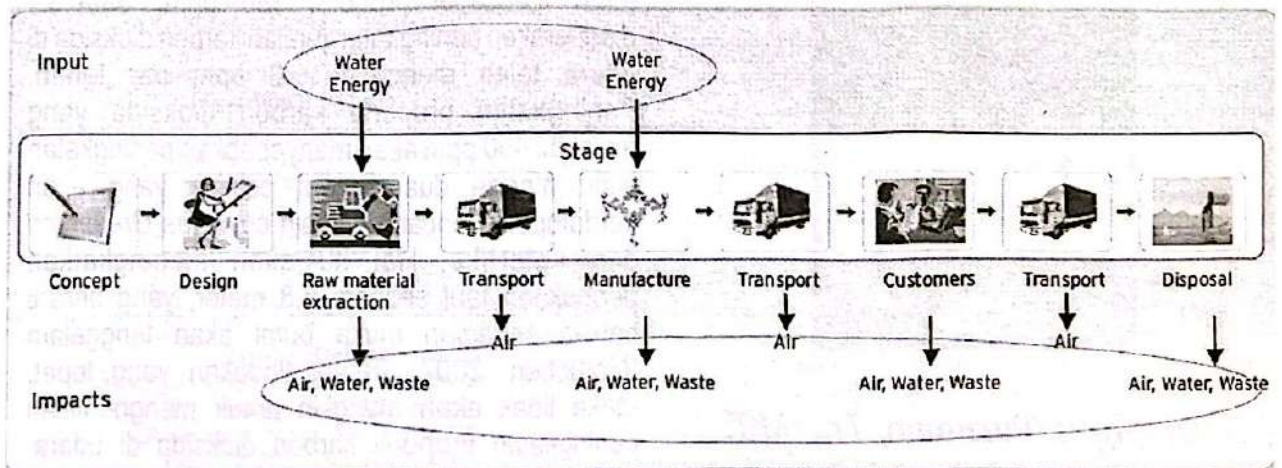 Input
Water
Energy
Water
Energy
Stage
Concept
Design
Raw material
extraction
Transport
Manufacture
Transport
Customers
Transport
Disposal
Air
Air
Air
Air, Water, Waste
Air, Water, Waste
Air, Water, Waste
Air, Water, Waste
Impacts